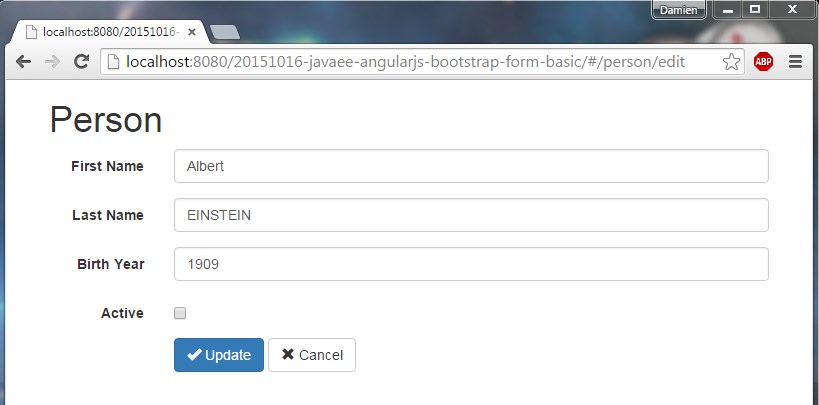 Damien
localhost:8080/20151016-
localhost:8080/20151016-javaee-angularjs-bootstrap-form-basic/#/person/edit
ABP
Person
First Name Albert
Last Name EINSTEIN
Birth Year 1909
Active
Update Cancel